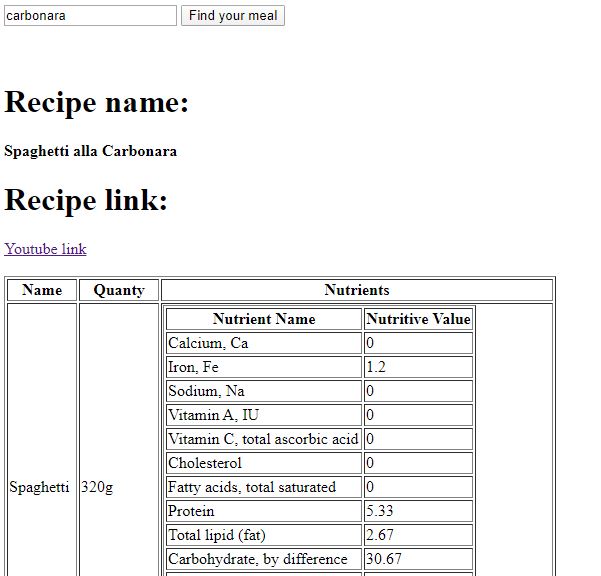 carbonara Find your meal
Recipe name:
Spaghetti alla Carbonara
Recipe link:
Youtube link
Name Quanty Nutrients
Nutrient Name Nutritive Value
Calcium, Ca 0
Iron, Fe 1.2
Sodium, Na 0
Vitamin A, IU 0
Vitamin C, total ascorbic acid 0
Cholesterol 0
Spaghetti 320g Fatty acids, total saturated 0
Protein 5.33
Total lipid (fat) 2.67
Carbohydrate, by difference 30.67